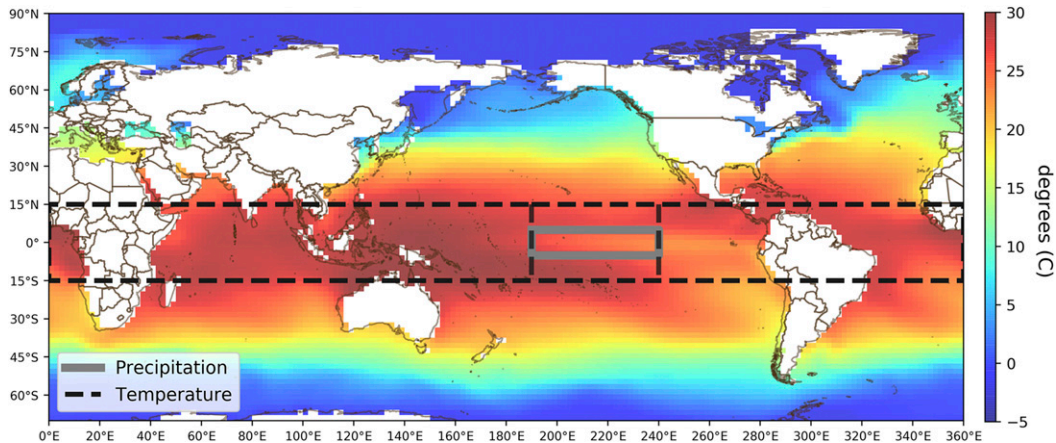 90°N
75°N
60°N
45°N
30°N
15°N
0°
15°S
30°S
45°S
60°S
0°E 20°E 40°E 60°E 80°E 100°E 120°E 140°E 160°E 180°E 200°E 220°E 240°E 260°E 280°E 300°E 320°E 340°E 360°E
Precipitation
Temperature
30
25
20
15
10
5
0
−5
degrees (C)